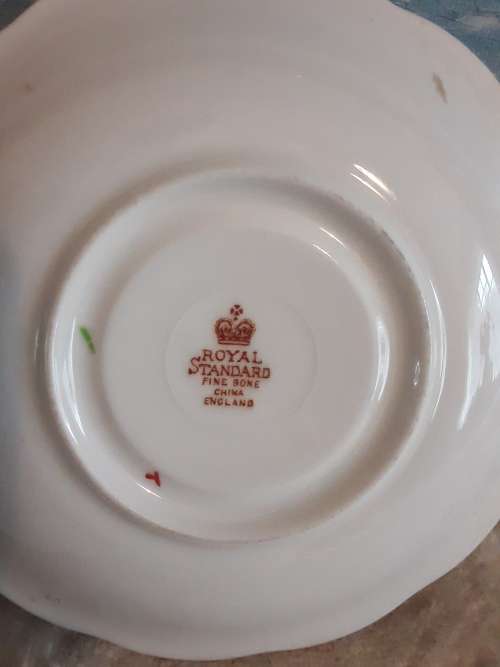 ROYAL
STANDARD
FINE BONE
CHINA
ENGLAND
Y